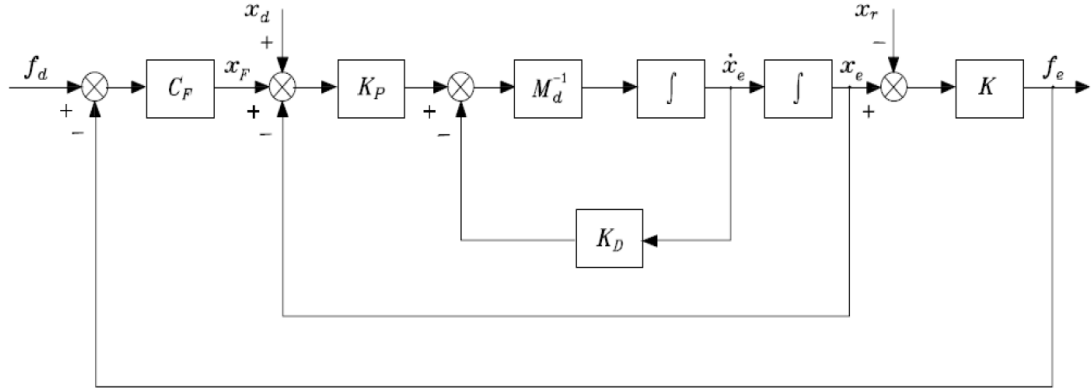 x_d
x_r
f_d
x_F
ẋ_e
x_e
f_e
C_F
K_P
M_d^{-1}
∫
∫
K
+
+
+
+
+
−
−
−
−
−
K_D